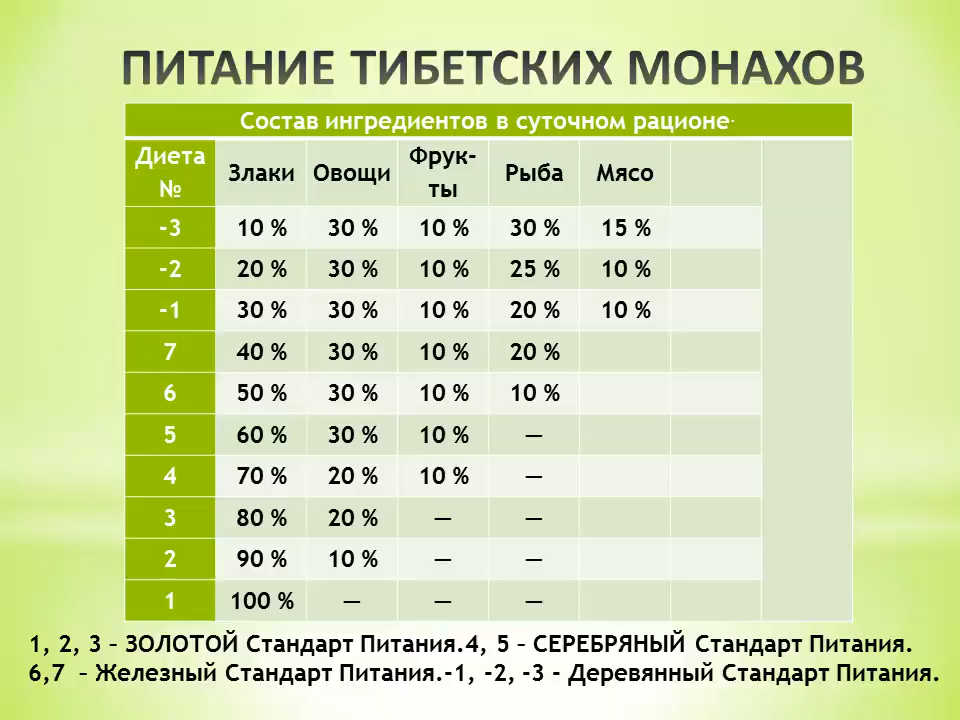 ПИТАНИЕ ТИБЕТСКИХ МОНАХОВ
Состав ингредиентов в суточном рационе.
Диета № Злаки Овощи Фрук-ты Рыба Мясо
-3 10 % 30 % 10 % 30 % 15 %
-2 20 % 30 % 10 % 25 % 10 %
-1 30 % 30 % 10 % 20 % 10 %
7 40 % 30 % 10 % 20 %
6 50 % 30 % 10 % 10 %
5 60 % 30 % 10 % —
4 70 % 20 % 10 % —
3 80 % 20 % — —
2 90 % 10 % — —
1 100 % — — —
1, 2, 3 – ЗОЛОТОЙ Стандарт Питания.4, 5 – СЕРЕБРЯНЫЙ Стандарт Питания.
6,7 – Железный Стандарт Питания.-1, -2, -3 - Деревянный Стандарт Питания.